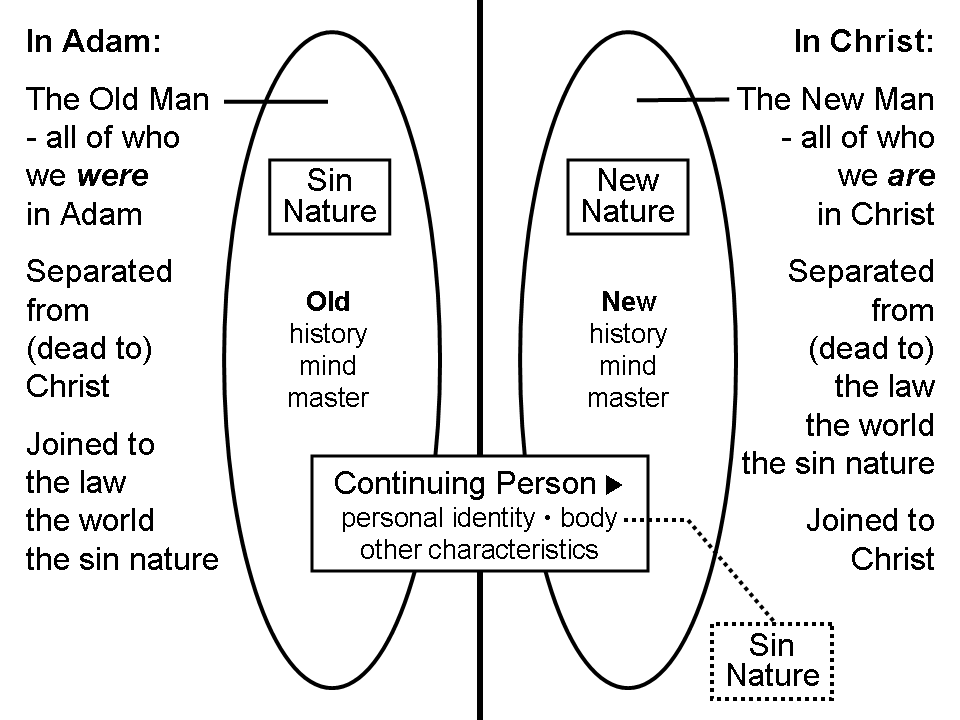 In Adam:
The Old Man
- all of who
we were
in Adam
Separated
from
(dead to)
Christ
Joined to
the law
the world
the sin nature
Sin
Nature
Old
history
mind
master
Continuing Person ▶
personal identity • body
other characteristics
New
Nature
New
history
mind
master
In Christ:
The New Man
- all of who
we are
in Christ
Separated
from
(dead to)
the law
the world
the sin nature
Joined to
Christ
Sin
Nature